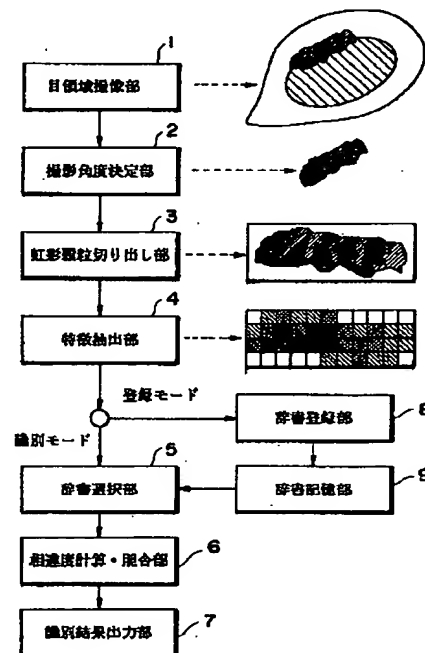 1
目領域撮像部
2
撮影角度決定部
3
虹彩顆粒切り出し部
4
特徴抽出部
登録モード
識別モード
8
辞書登録部
5
辞書選択部
9
辞書記憶部
6
相違度計算・照合部
7
識別結果出力部